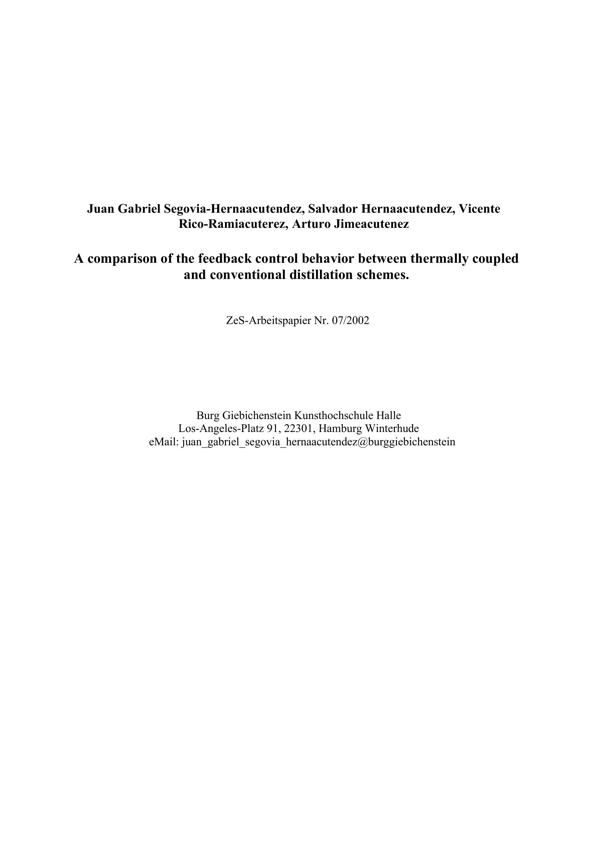 Juan Gabriel Segovia-Hernaacutendez, Salvador Hernaacutendez, Vicente
Rico-Ramiacuterez, Arturo Jimeacutenez
A comparison of the feedback control behavior between thermally coupled
and conventional distillation schemes.
ZeS-Arbeitspapier Nr. 07/2002
Burg Giebichenstein Kunsthochschule Halle
Los-Angeles-Platz 91, 22301, Hamburg Winterhude
eMail: juan_gabriel_segovia_hernaacutendez@burggiebichenstein